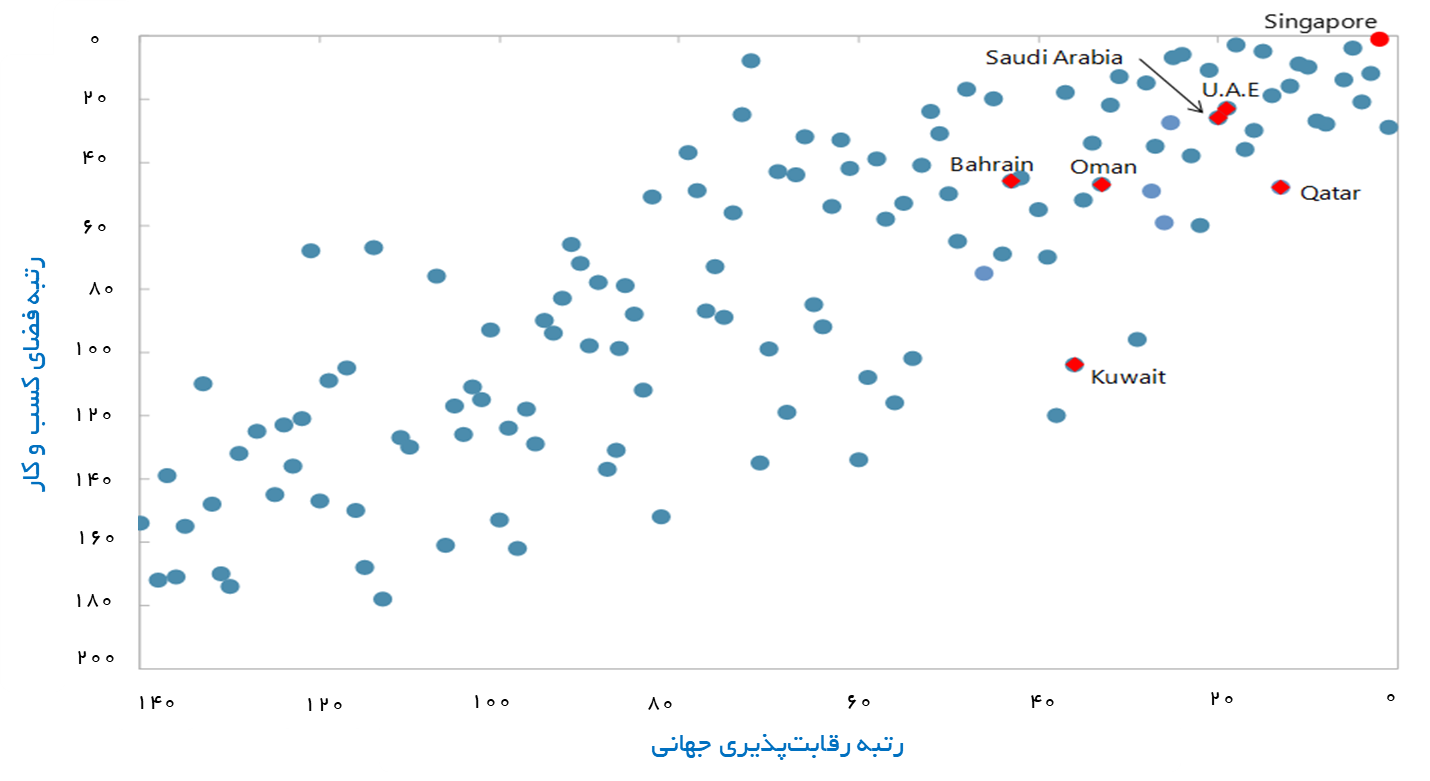 Singapore
Saudi Arabia
U.A.E
Bahrain
Oman
Qatar
Kuwait
۰
۲۰
۴۰
۶۰
۸۰
۱۰۰
۱۲۰
۱۴۰
۱۶۰
۱۸۰
۲۰۰
رتبه فضای کسب و کار
۱۴۰
۱۲۰
۱۰۰
۸۰
۶۰
۴۰
۲۰
۰
رتبه رقابت‌پذیری جهانی